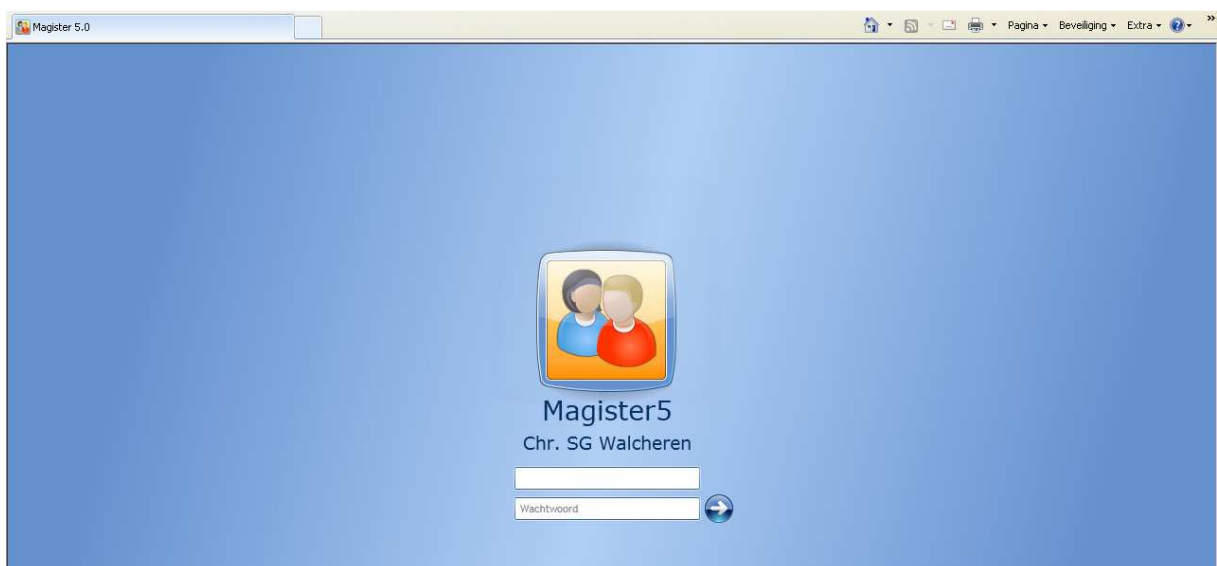 Magister 5.0
Pagina Beveiliging Extra
Magister5
Chr. SG Walcheren
Wachtwoord